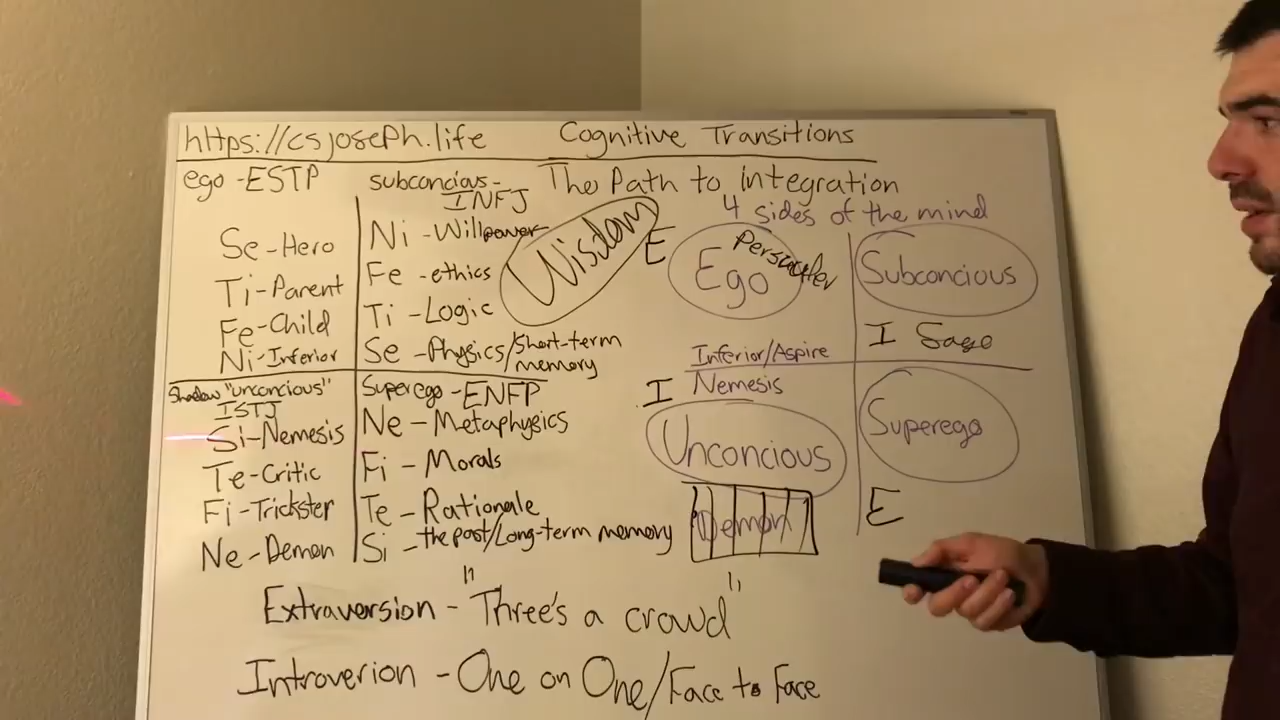 https://csjoseph.life Cognitive Transitions
ego -ESTP
subconcious-
INFJ
The Path to integration
4 sides of the mind
Se-Hero
Ti-Parent
Fe-Child
Ni-Inferior
Ni -Willpower
Fe -ethics
Ti -Logic
Se -Physics/Short-term
memory
Wisdom
E
Ego
Persuader
Subconcious
I Sage
Inferior/Aspire
Shadow "Unconcious"
ISTJ
Si-Nemesis
Te-Critic
Fi-Trickster
Ne-Demon
Superego-ENFP
Ne - Metaphysics
Fi - Morals
Te - Rationale
Si - the past/Long-term memory
I
Nemesis
Unconcious
Demon
Superego
E
Extraversion - "Three's a crowd"
Introverion - One on One/Face to Face